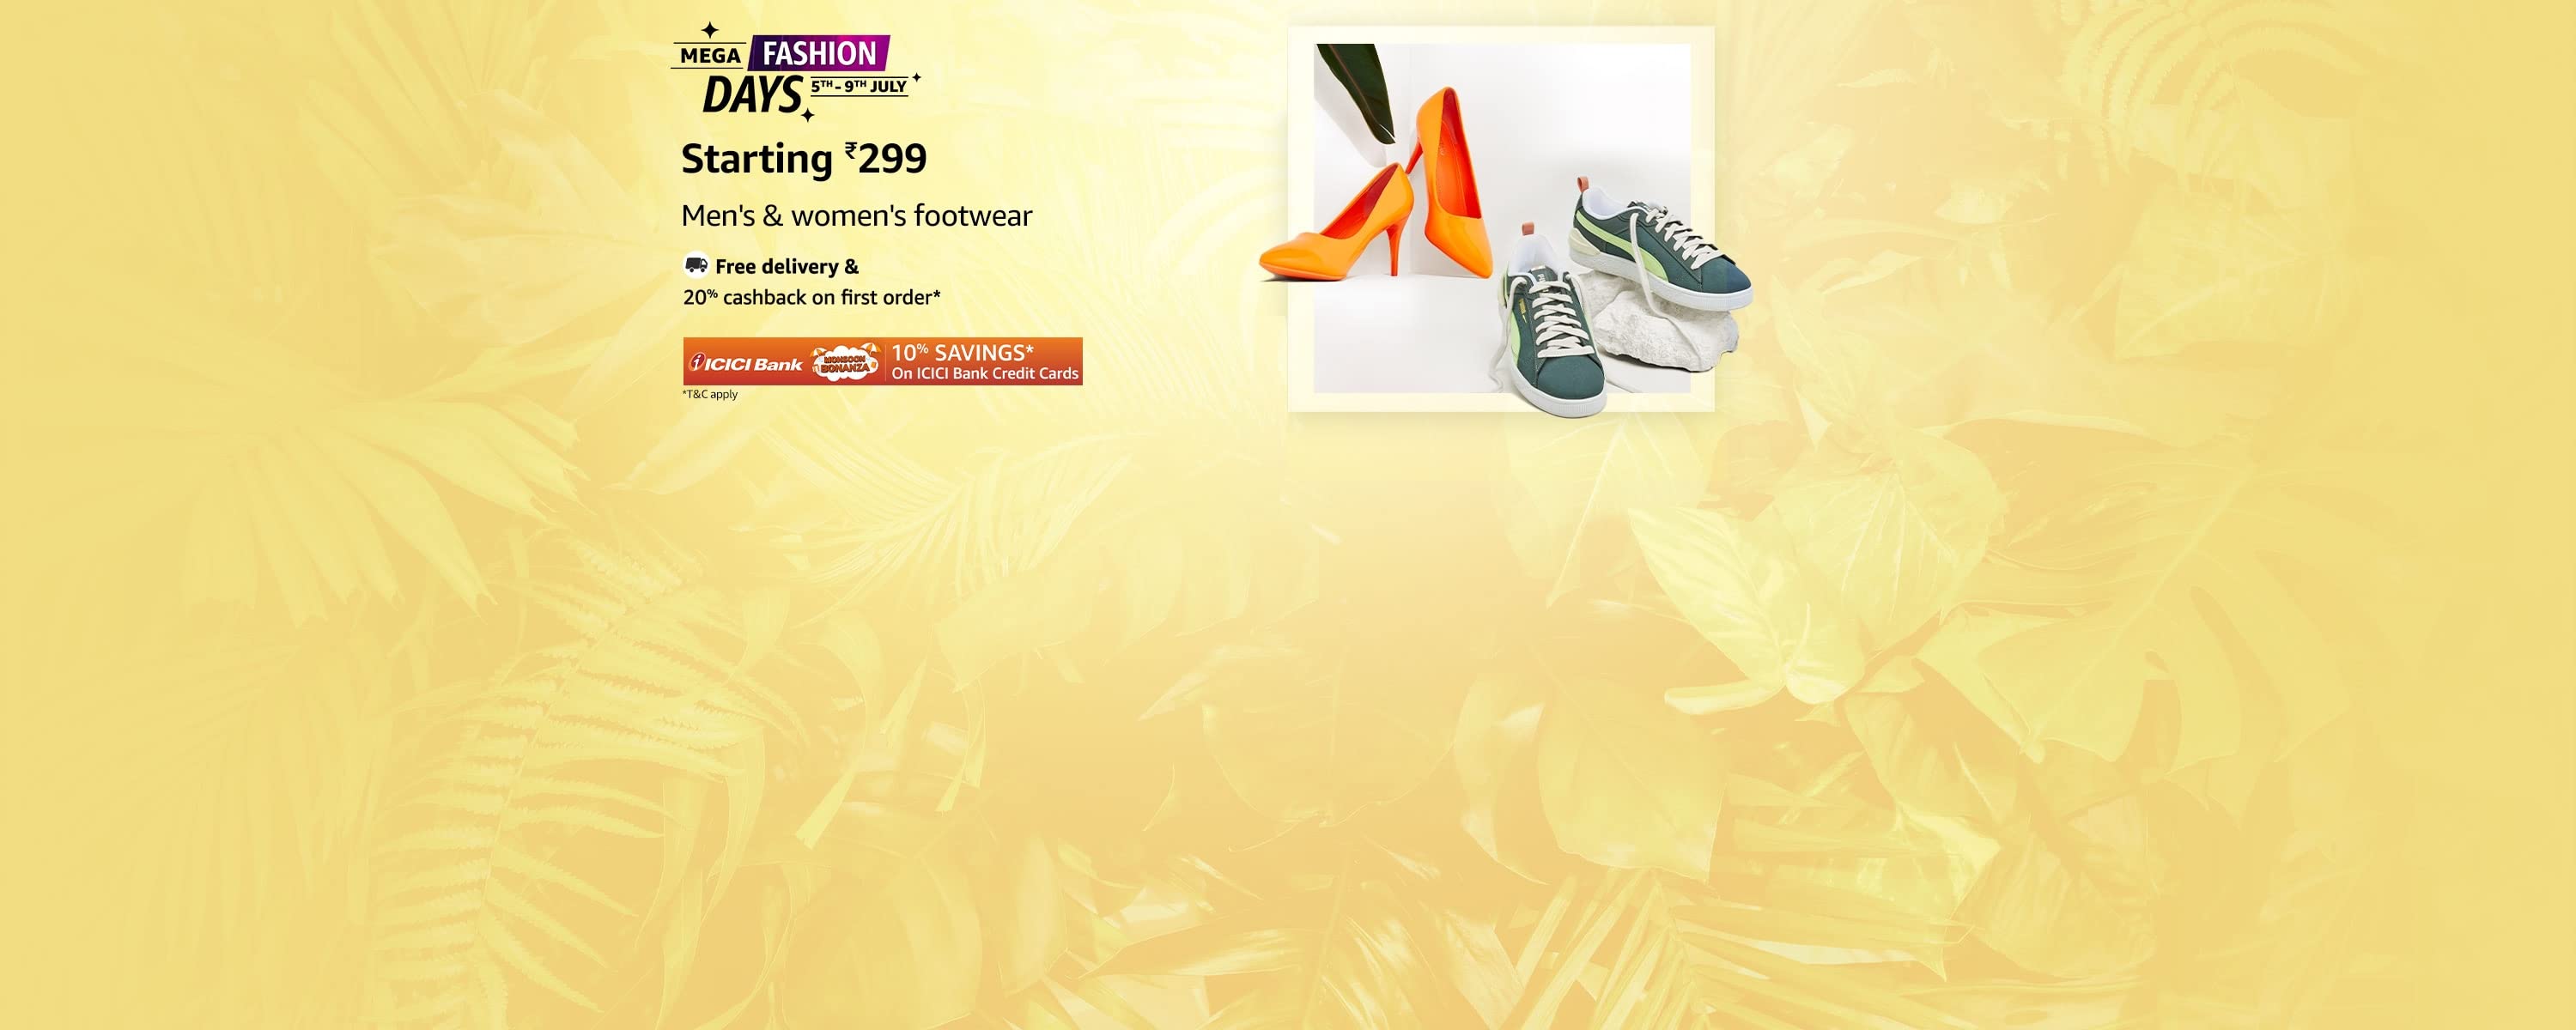 MEGA FASHION
DAYS 5TH - 9TH JULY
Starting ₹299
Men's & women's footwear
Free delivery &
20% cashback on first order*
ICICI Bank
MONSOON
BONANZA
10% SAVINGS*
On ICICI Bank Credit Cards
*T&C apply